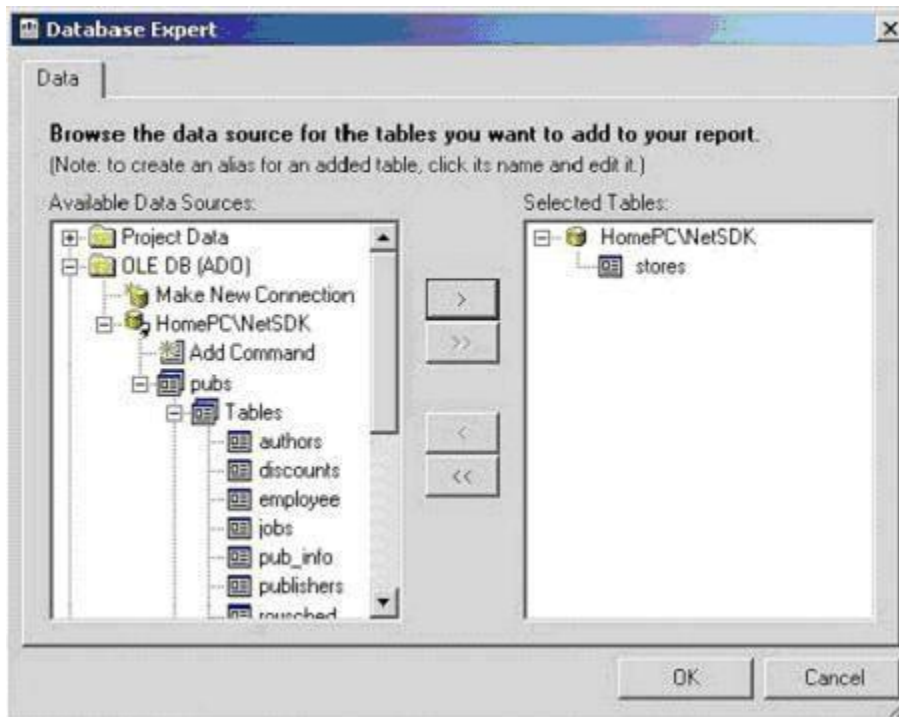 Database Expert
Data
Browse the data source for the tables you want to add to your report.
(Note: to create an alias for an added table, click its name and edit it.)
Available Data Sources:
Project Data
OLE DB (ADO)
Make New Connection
HomePC\NetSDK
Add Command
pubs
Tables
authors
discounts
employee
jobs
pub_info
publishers
>
>>
<
<<
Selected Tables:
HomePC\NetSDK
stores
OK
Cancel